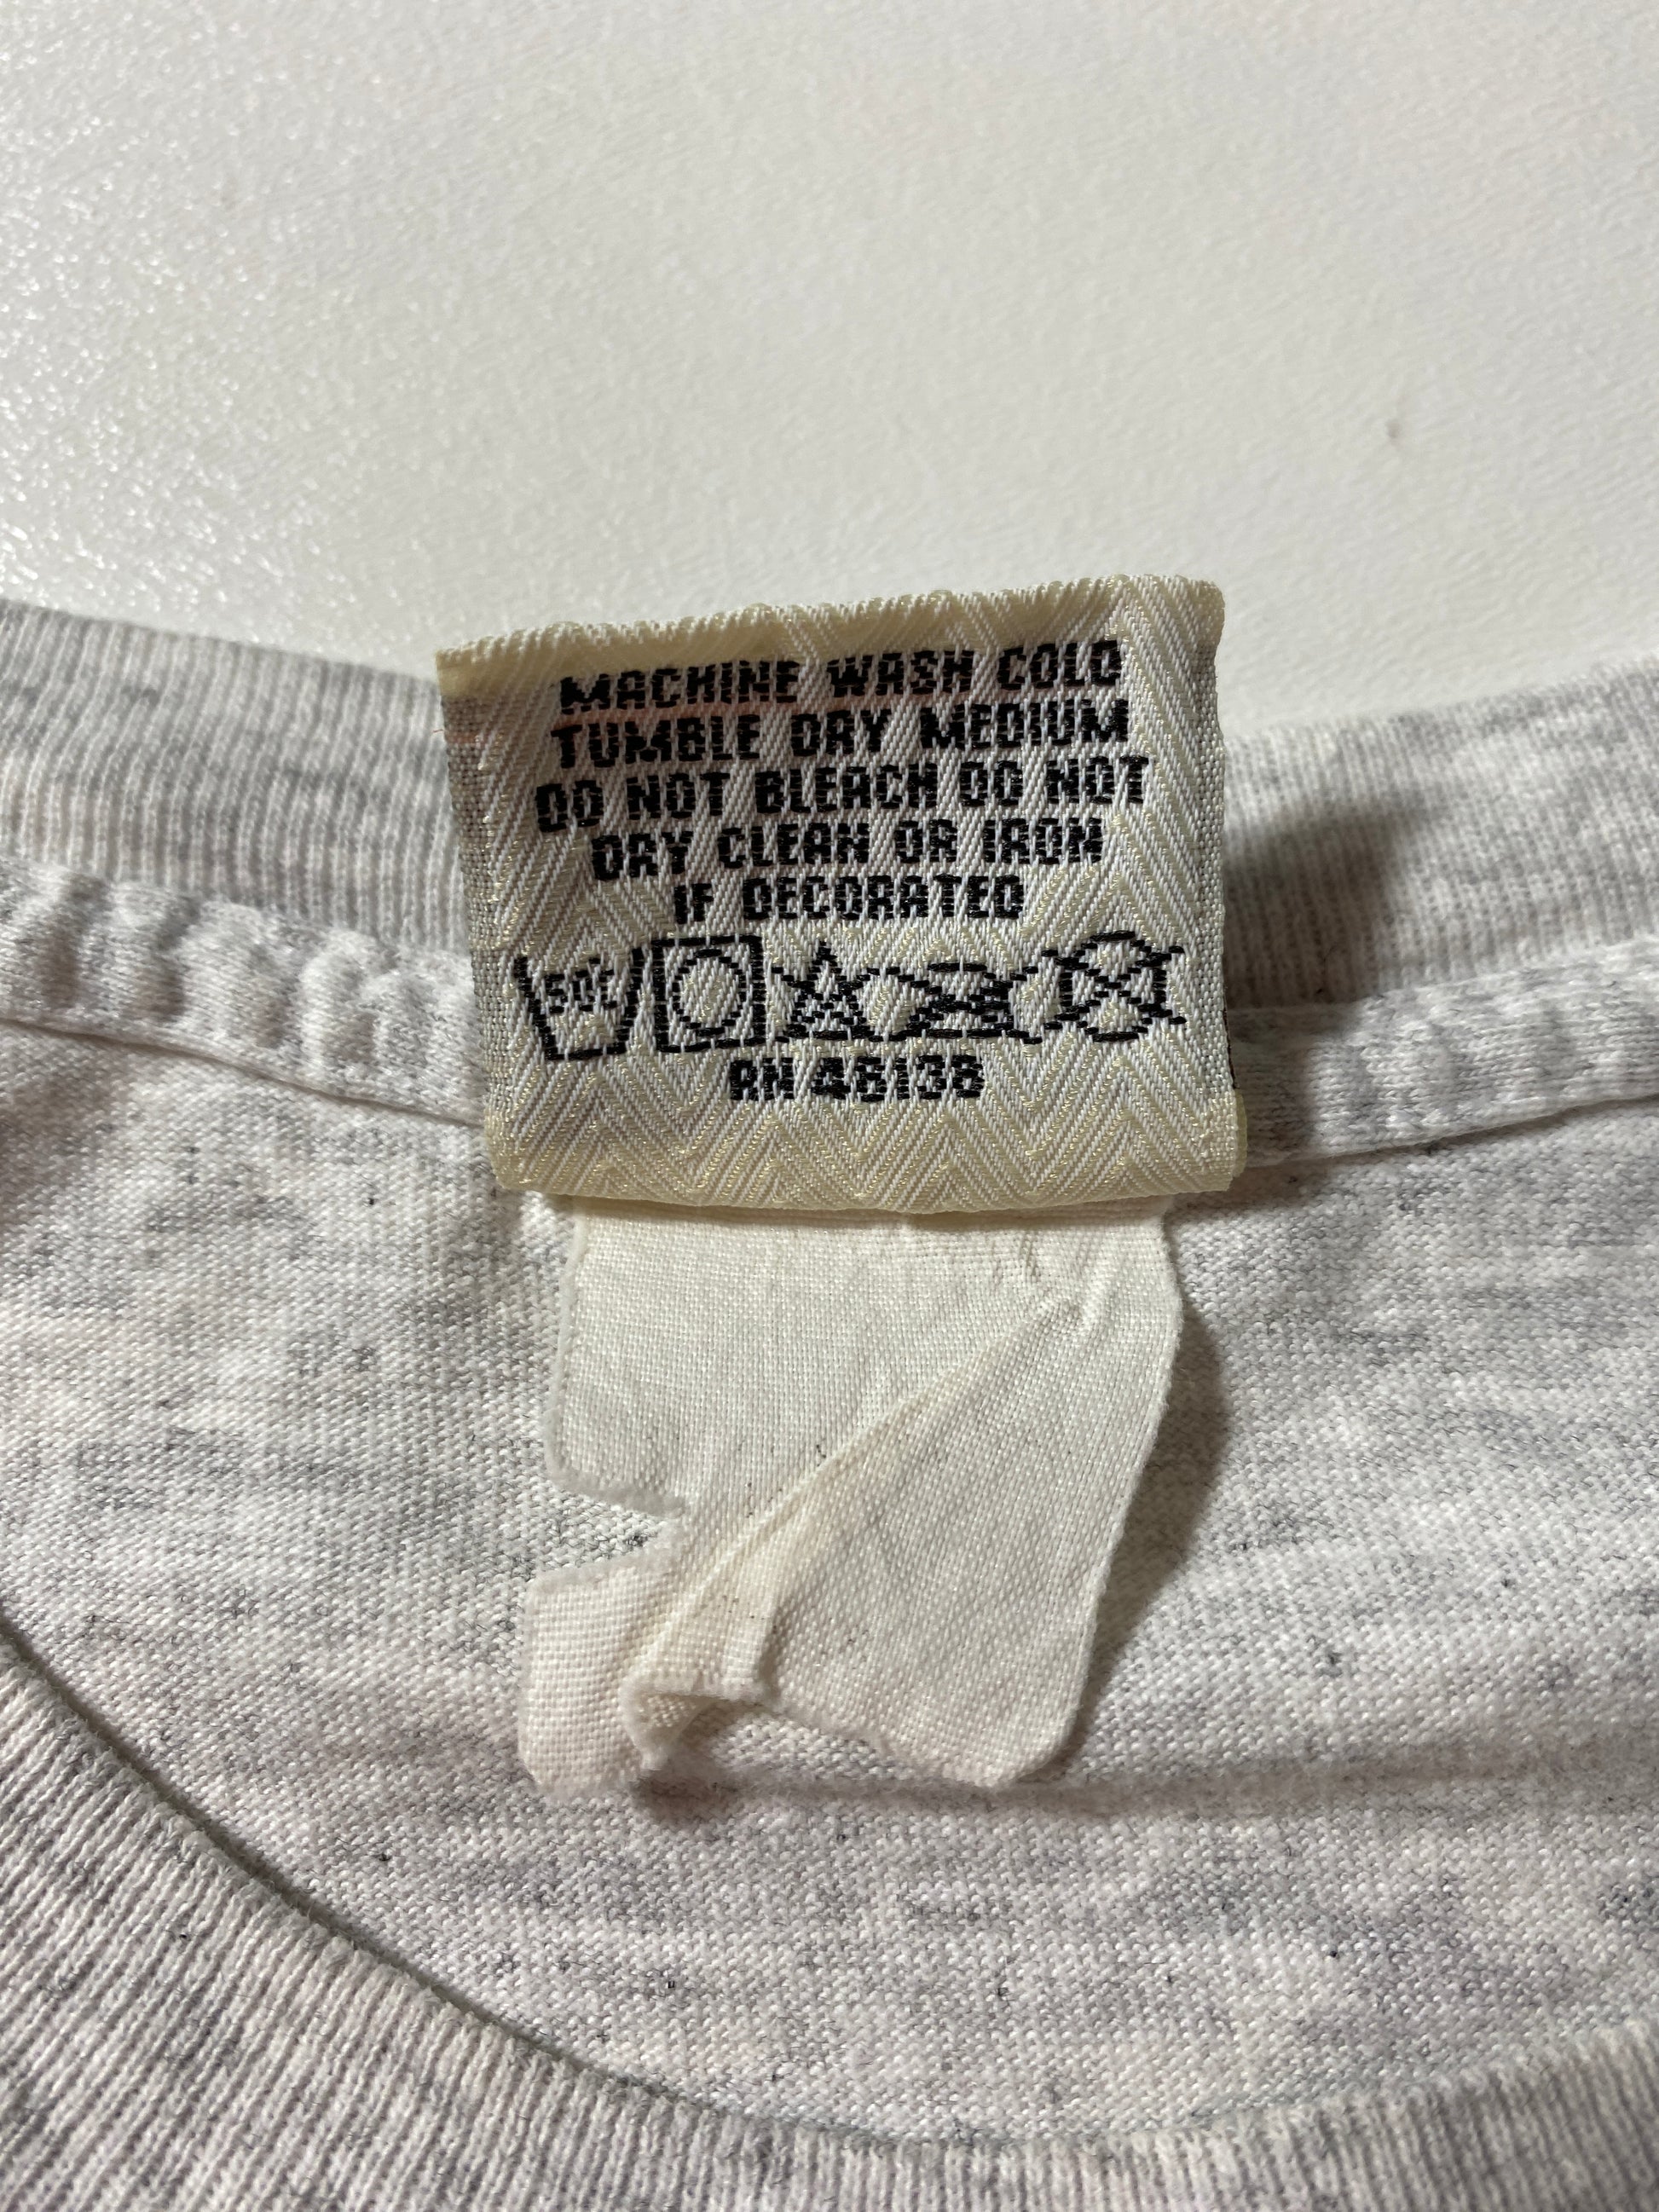 MACHINE WASH COLD
TUMBLE DRY MEDIUM
DO NOT BLEACH DO NOT
DRY CLEAN OR IRON
IF DECORATED
50°C
RN 46136